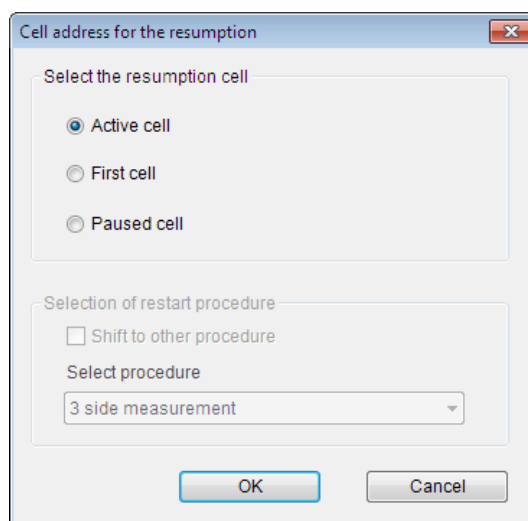 Cell address for the resumption
Select the resumption cell
Active cell
First cell
Paused cell
Selection of restart procedure
Shift to other procedure
Select procedure
3 side measurement
OK Cancel